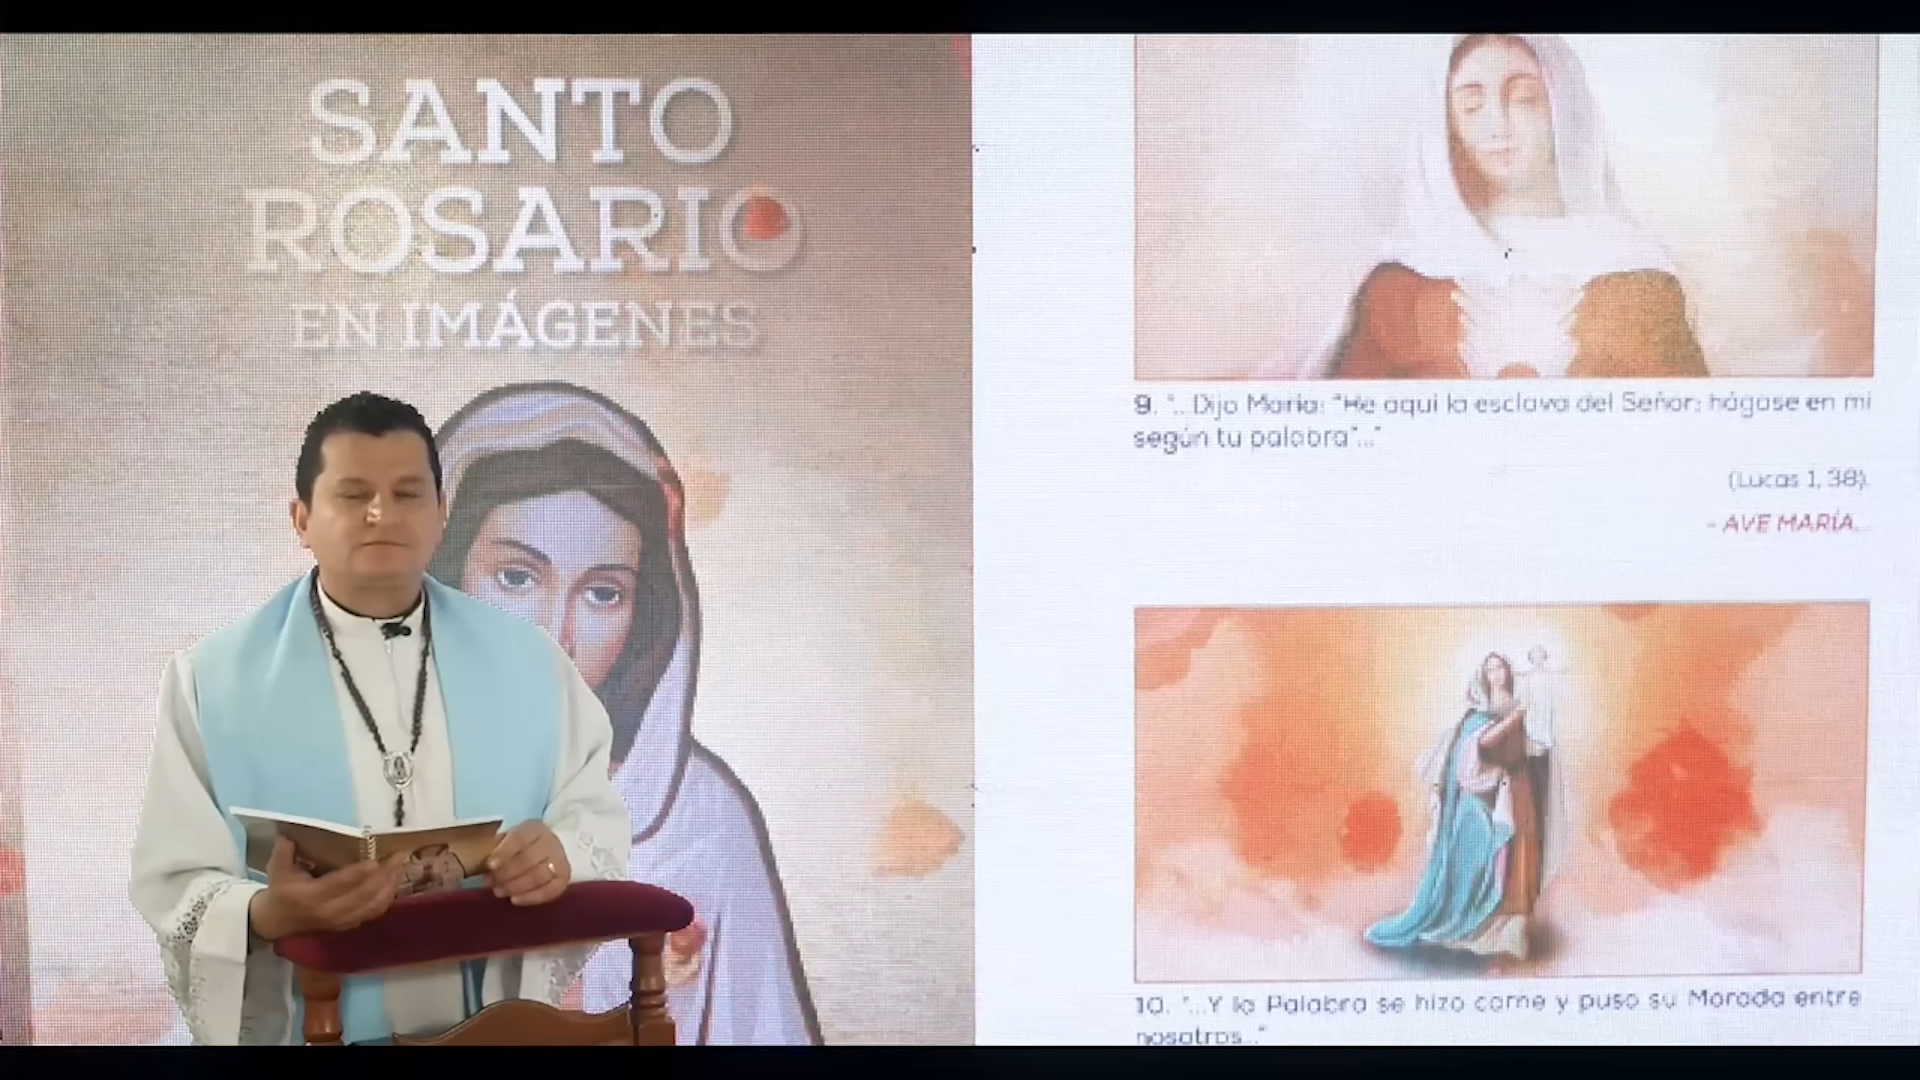 SANTO
ROSARIO
EN IMÁGENES
9. "... Dijo María: "He aquí la esclava del Señor; hágase en mí
según tu palabra"..."
(Lucas 1, 38).
- AVE MARÍA...
10. "...Y la Palabra se hizo carne y puso su Morada entre
nosotros..."